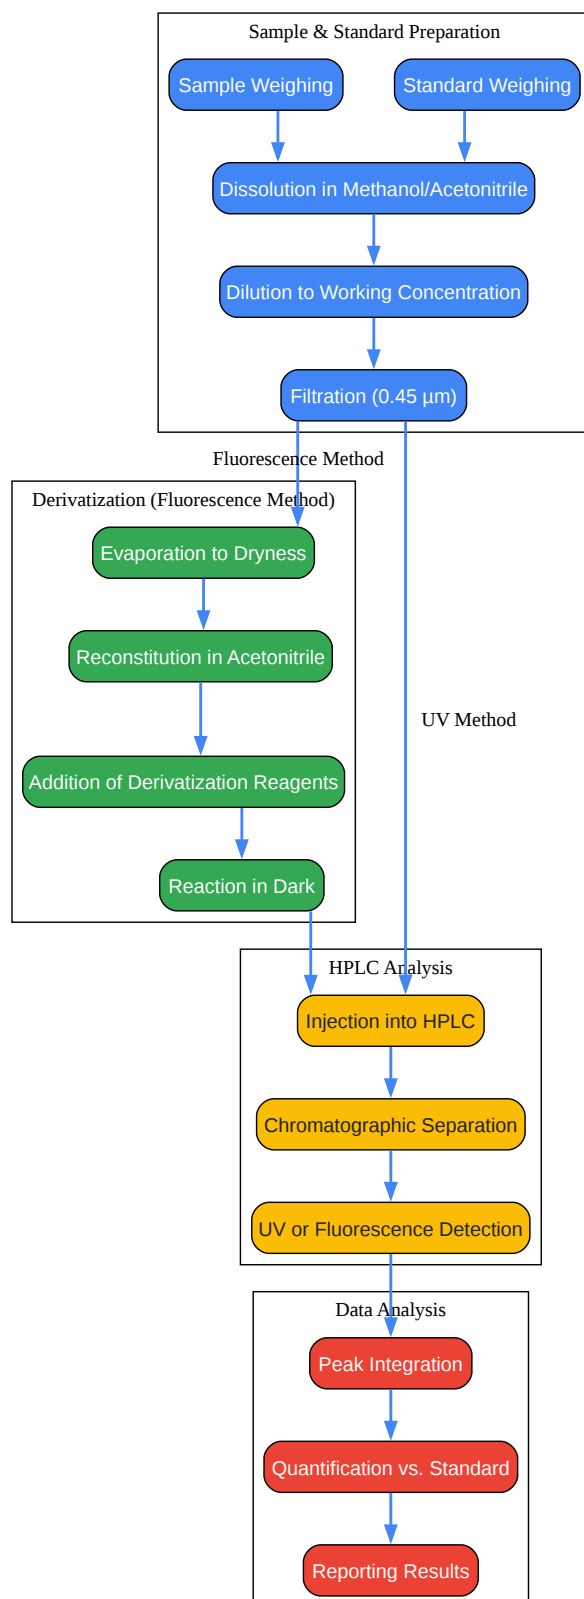 Sample & Standard Preparation
Sample Weighing
Standard Weighing
Dissolution in Methanol/Acetonitrile
Dilution to Working Concentration
Filtration (0.45 µm)
Fluorescence Method
Derivatization (Fluorescence Method)
Evaporation to Dryness
Reconstitution in Acetonitrile
UV Method
Addition of Derivatization Reagents
Reaction in Dark
HPLC Analysis
Injection into HPLC
Chromatographic Separation
UV or Fluorescence Detection
Data Analysis
Peak Integration
Quantification vs. Standard
Reporting Results